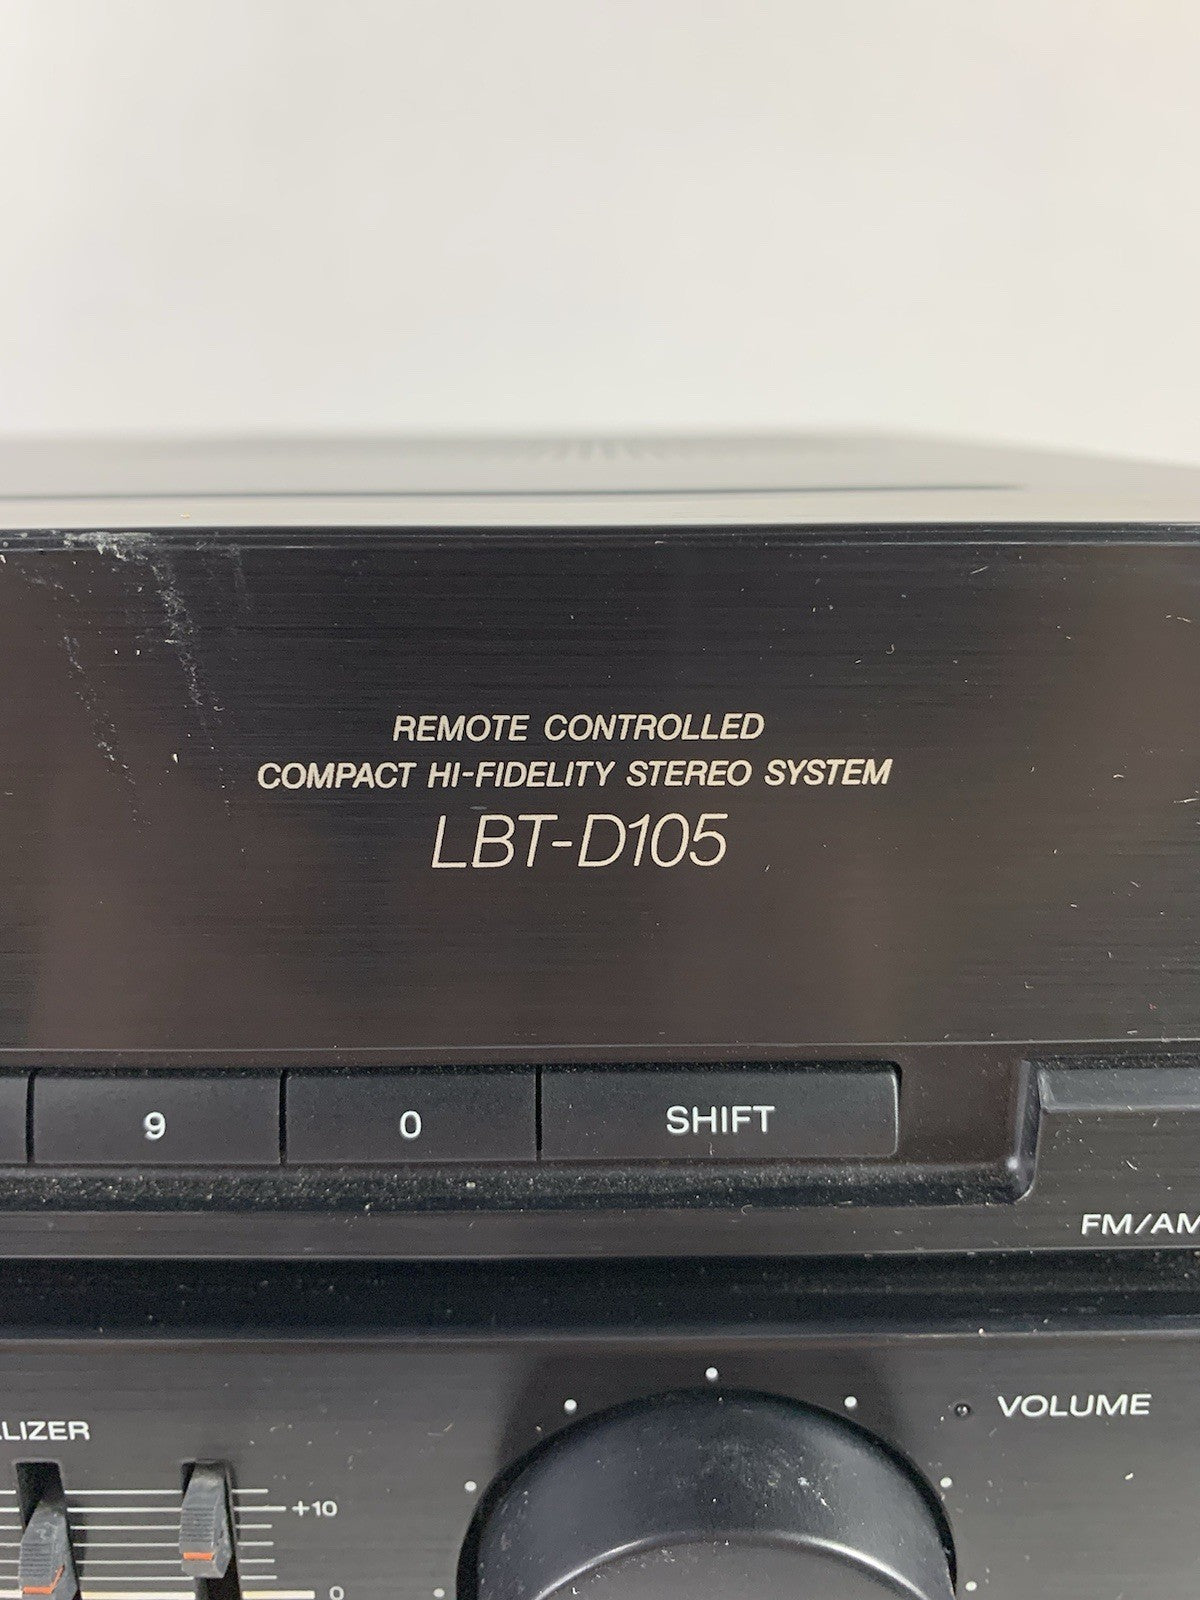 REMOTE CONTROLLED
COMPACT HI-FIDELITY STEREO SYSTEM
LBT-D105
9 0 SHIFT
FM/AM
LIZER
VOLUME
+10
0